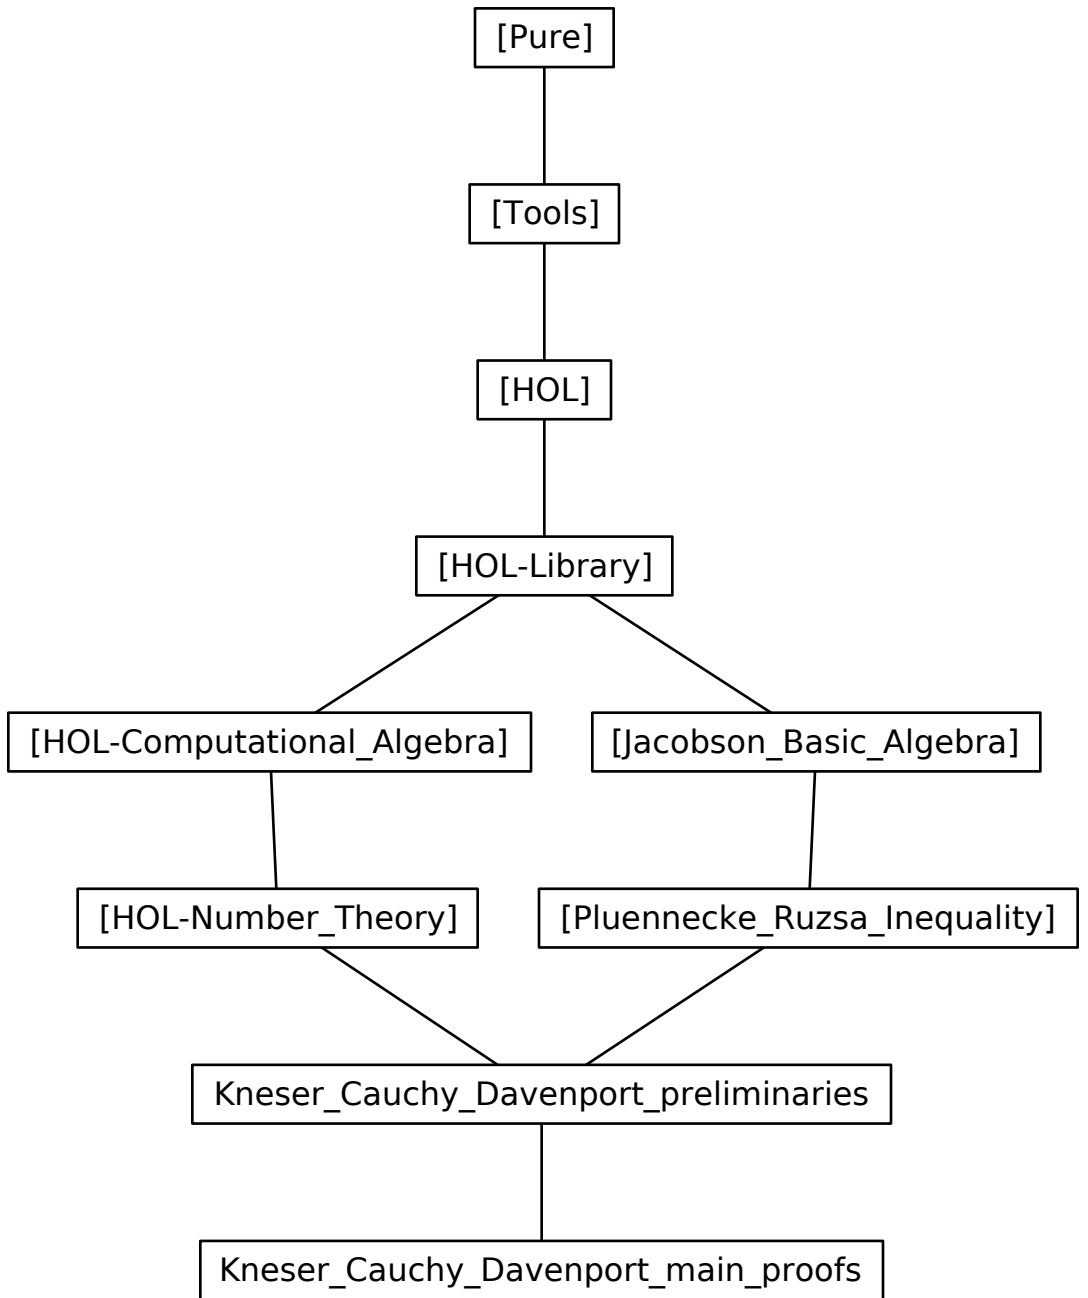 [Pure]
[Tools]
[HOL]
[HOL-Library]
[HOL-Computational_Algebra]
[Jacobson_Basic_Algebra]
[HOL-Number_Theory]
[Pluennecke_Ruzsa_Inequality]
Kneser_Cauchy_Davenport_preliminaries
Kneser_Cauchy_Davenport_main_proofs